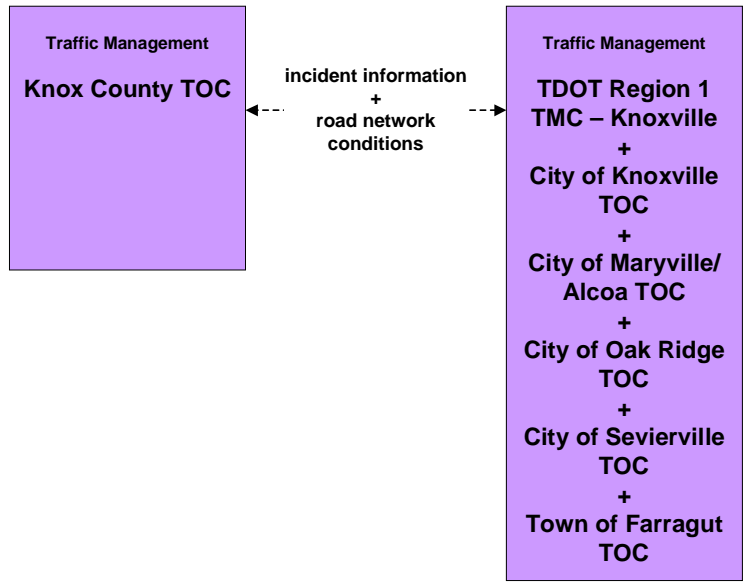 Traffic Management
Knox County TOC
incident information
+
road network
conditions
Traffic Management
TDOT Region 1
TMC – Knoxville
+
City of Knoxville
TOC
+
City of Maryville/
Alcoa TOC
+
City of Oak Ridge
TOC
+
City of Sevierville
TOC
+
Town of Farragut
TOC